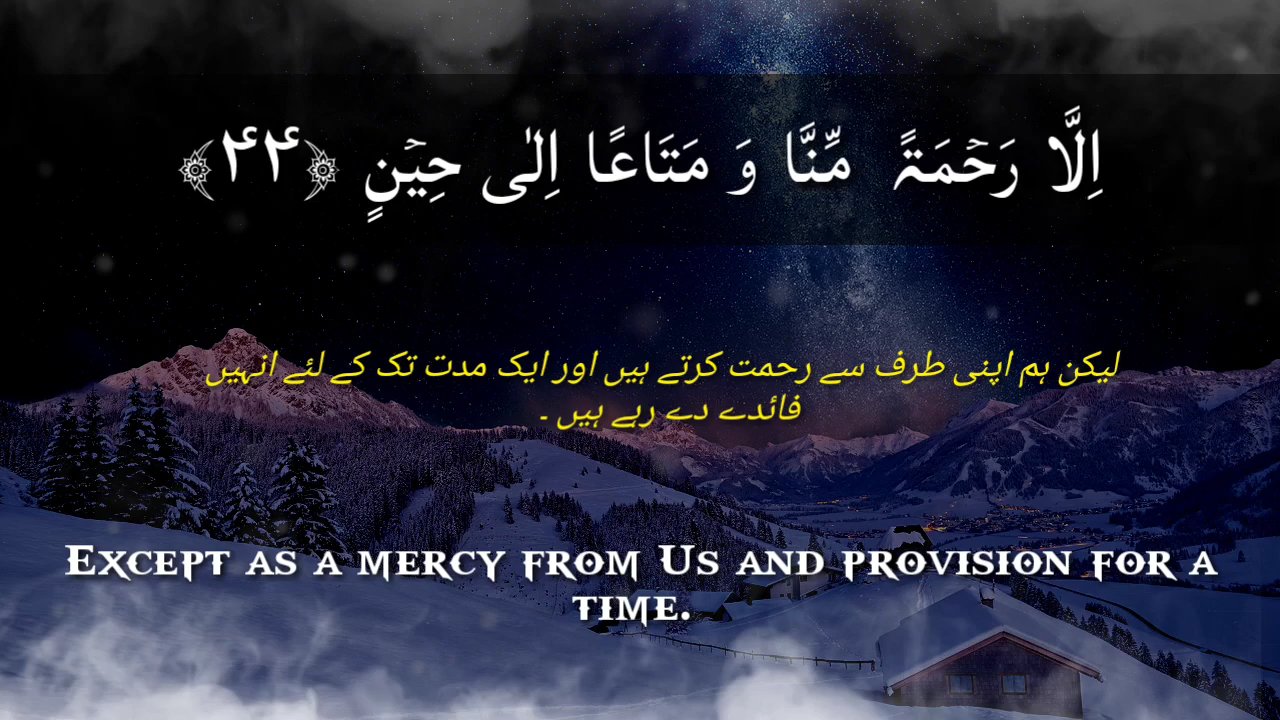 اِلَّا رَحۡمَۃً مِّنَّا وَ مَتَاعًا اِلٰی حِیۡنٍ ﴿۴۴﴾
لیکن ہم اپنی طرف سے رحمت کرتے ہیں اور ایک مدت تک کے لئے انہیں
فائدے دے رہے ہیں ۔
Except as a mercy from Us and provision for a
time.